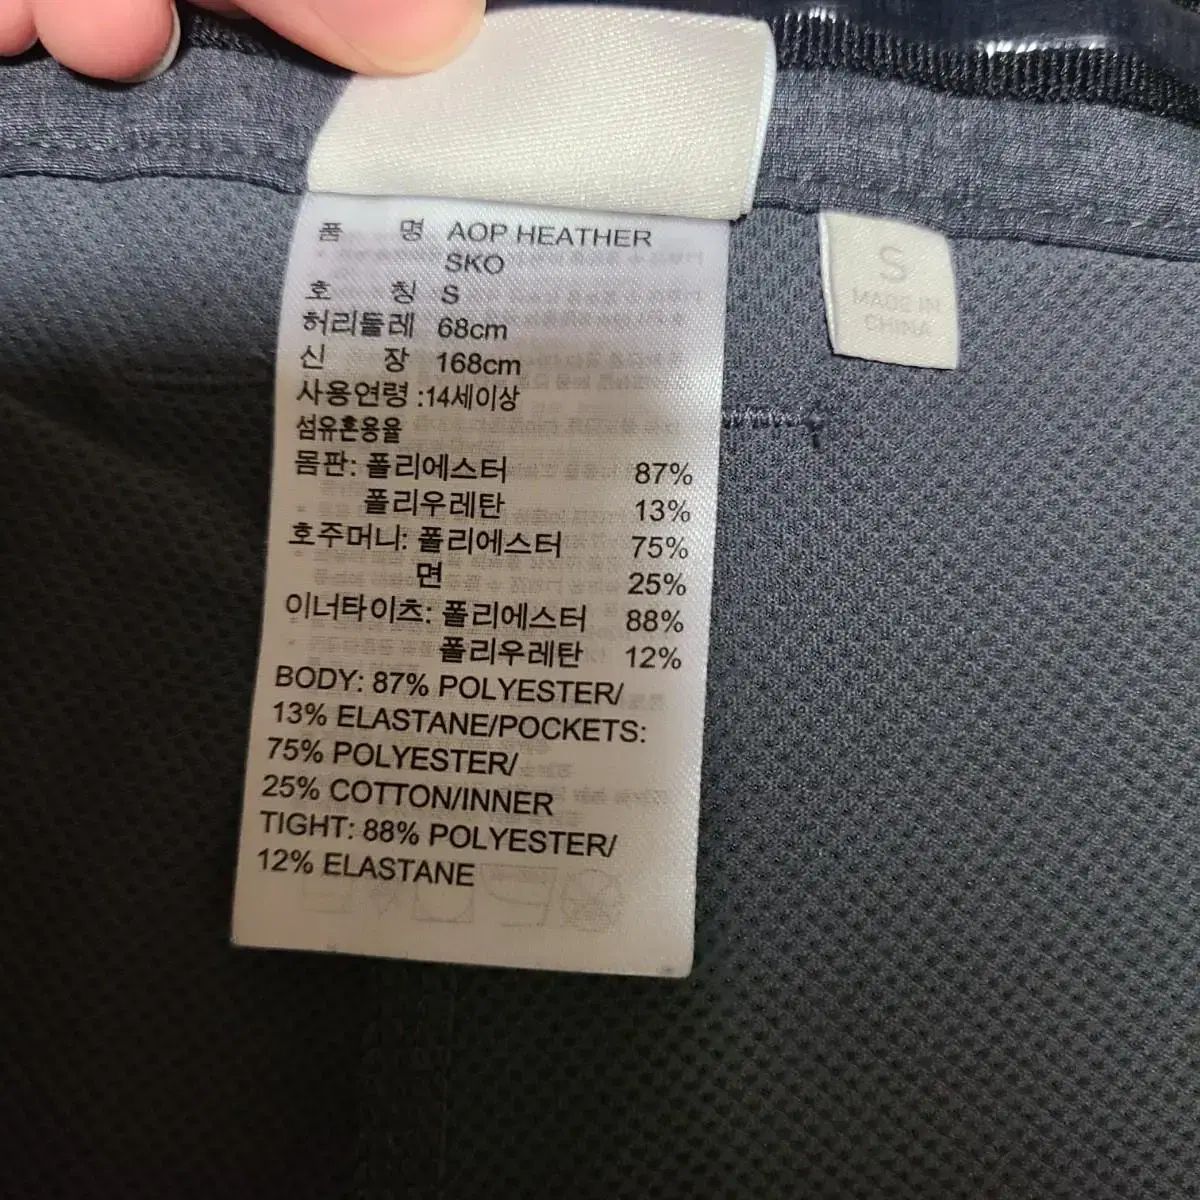 품 명 AOP HEATHER
SKO
호 칭 S
허리둘레 68cm
신 장 168cm
사용연령 :14세이상
섬유혼용율
몸판: 폴리에스터 87%
폴리우레탄 13%
호주머니: 폴리에스터 75%
면 25%
이너타이츠: 폴리에스터 88%
폴리우레탄 12%
BODY: 87% POLYESTER/
13% ELASTANE/POCKETS:
75% POLYESTER/
25% COTTON/INNER
TIGHT: 88% POLYESTER/
12% ELASTANE
S
MADE IN
CHINA